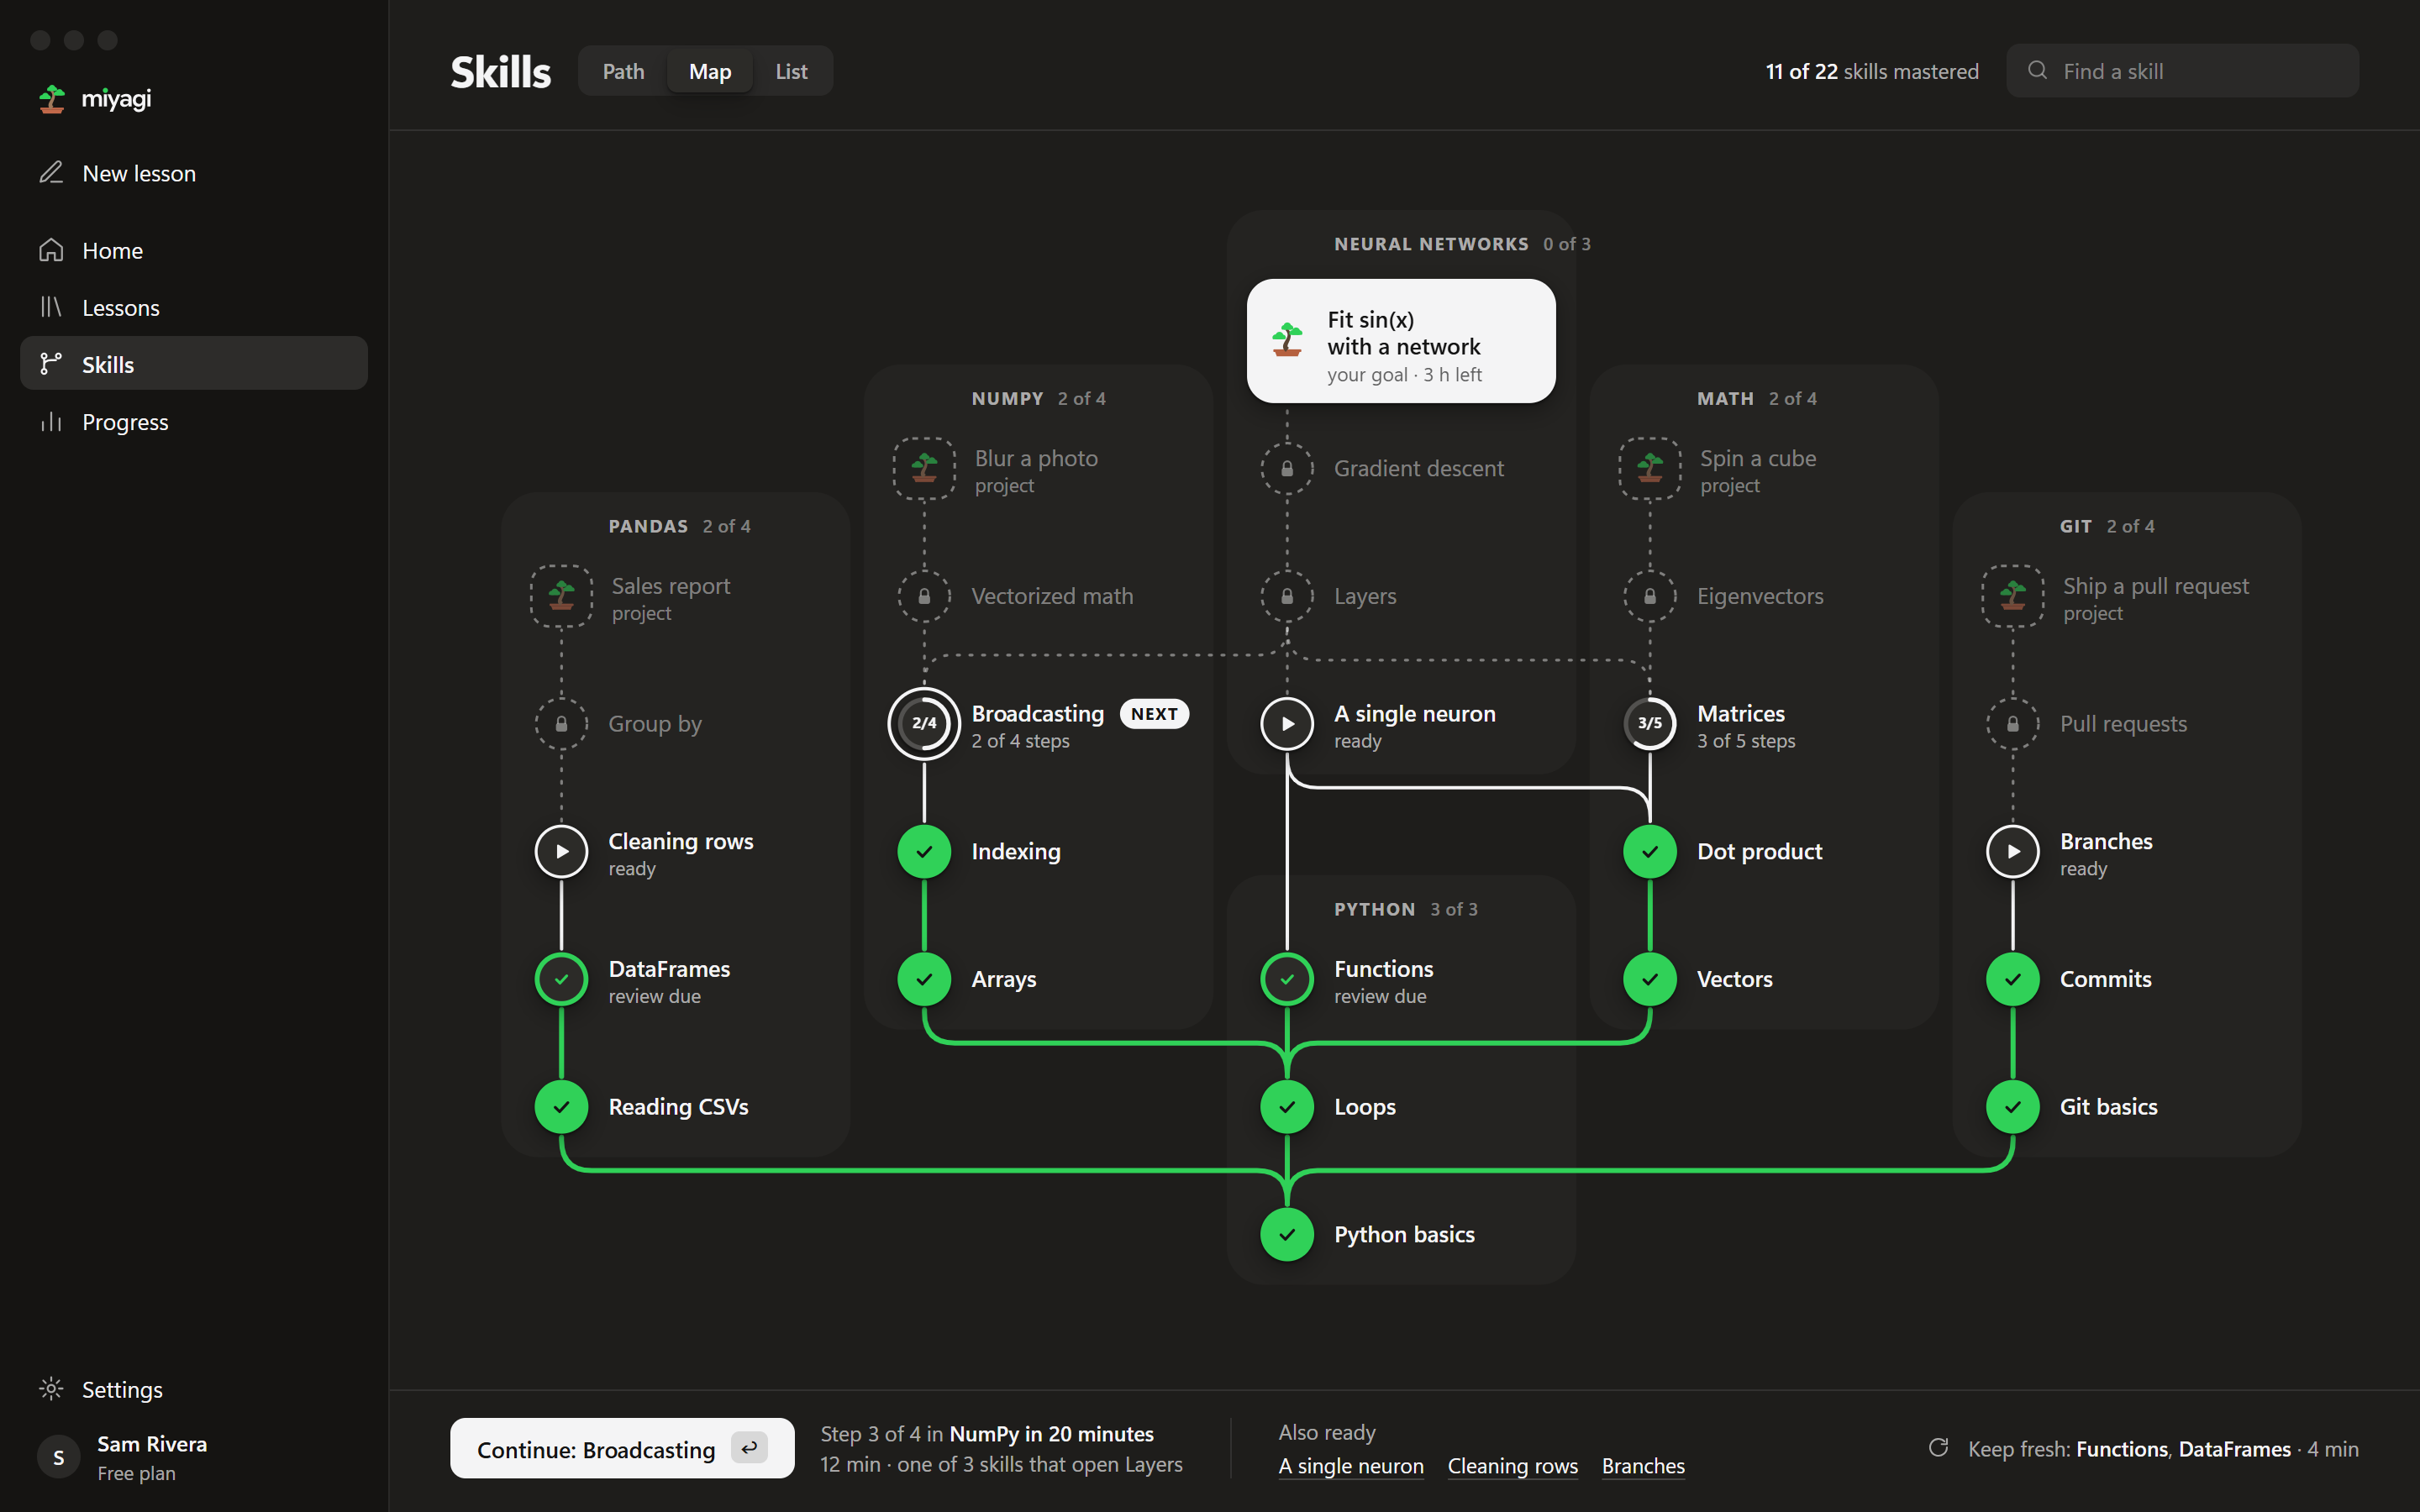 miyagi
New lesson
Home
Lessons
Skills
Progress
Settings
S
Sam Rivera
Free plan
Skills
Path
Map
List
11 of 22 skills mastered
Find a skill
NEURAL NETWORKS 0 of 3
Fit sin(x)
with a network
your goal · 3 h left
Gradient descent
Layers
A single neuron
ready
PANDAS 2 of 4
Sales report
project
Group by
Cleaning rows
ready
DataFrames
review due
Reading CSVs
NUMPY 2 of 4
Blur a photo
project
Vectorized math
2/4
Broadcasting NEXT
2 of 4 steps
Indexing
Arrays
PYTHON 3 of 3
Functions
review due
Loops
Python basics
MATH 2 of 4
Spin a cube
project
Eigenvectors
3/5
Matrices
3 of 5 steps
Dot product
Vectors
GIT 2 of 4
Ship a pull request
project
Pull requests
Branches
ready
Commits
Git basics
Continue: Broadcasting
Step 3 of 4 in NumPy in 20 minutes
12 min · one of 3 skills that open Layers
Also ready
A single neuron Cleaning rows Branches
Keep fresh: Functions, DataFrames · 4 min